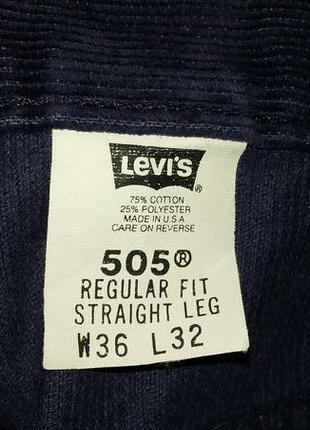 Levi's ®
75% COTTON
25% POLYESTER
MADE IN U.S.A
CARE ON REVERSE
505®
REGULAR FIT
STRAIGHT LEG
W36 L32